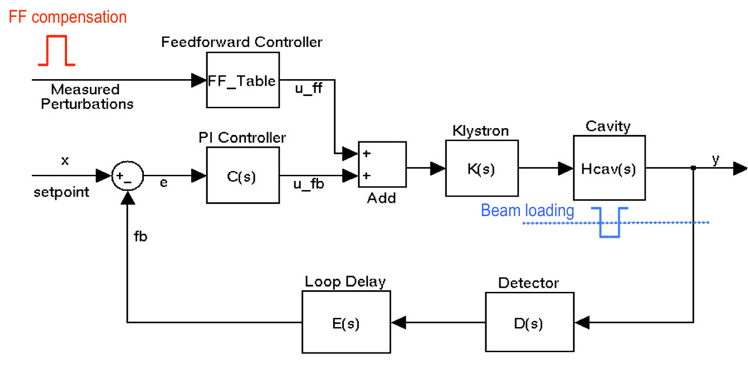 FF compensation
Feedforward Controller
FF_Table
u_ff
Measured
Perturbations
PI Controller
Klystron
Cavity
x
setpoint
+
-
e
C(s)
u_fb
+
+
Add
K(s)
Hcav(s)
y
Beam loading
fb
Loop Delay
Detector
E(s)
D(s)